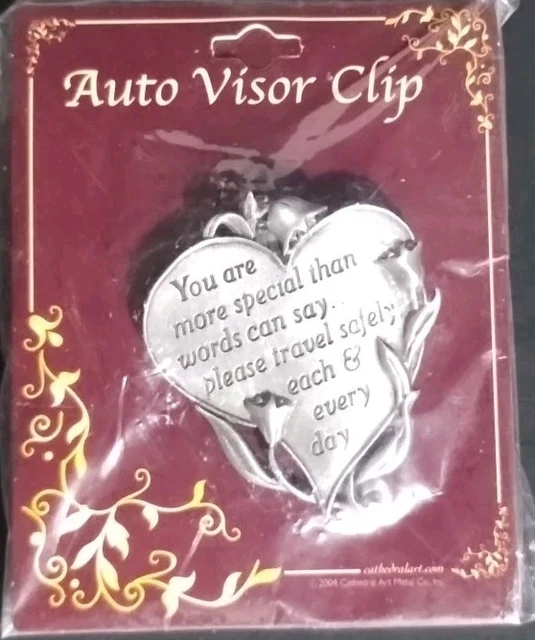 Auto Visor Clip
You are
more special than
words can say..
please travel safely
each &
every
day
cathedralart.com
© 2004 Cathedral Art Metal Co., Inc.